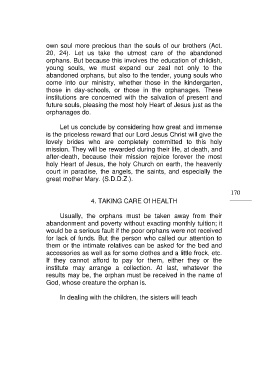 own soul more precious than the souls of our brothers (Act.
20, 24). Let us take the utmost care of the abandoned
orphans. But because this involves the education of childish,
young souls, we must expand our zeal not only to the
abandoned orphans, but also to the tender, young souls who
come into our ministry, whether those in the kindergarten,
those in day-schools, or those in the orphanages. These
institutions are concerned with the salvation of present and
future souls, pleasing the most holy Heart of Jesus just as the
orphanages do.
Let us conclude by considering how great and immense
is the priceless reward that our Lord Jesus Christ will give the
lovely brides who are completely committed to this holy
mission. They will be rewarded during their life, at death, and
after-death, because their mission rejoice forever the most
holy Heart of Jesus, the holy Church on earth, the heavenly
court in paradise, the angels, the saints, and especially the
great mother Mary. (S.D.D.Z.).
170
4. TAKING CARE Of HEALTH
Usually, the orphans must be taken away from their
abandonment and poverty without exacting monthly tuition; it
would be a serious fault if the poor orphans were not received
for lack of funds. But the person who called our attention to
them or the intimate relatives can be asked for the bed and
accessories as well as for some clothes and a little frock, etc.
If they cannot afford to pay for them, either they or the
institute may arrange a collection. At last, whatever the
results may be, the orphan must be received in the name of
God, whose creature the orphan is.
In dealing with the children, the sisters will teach